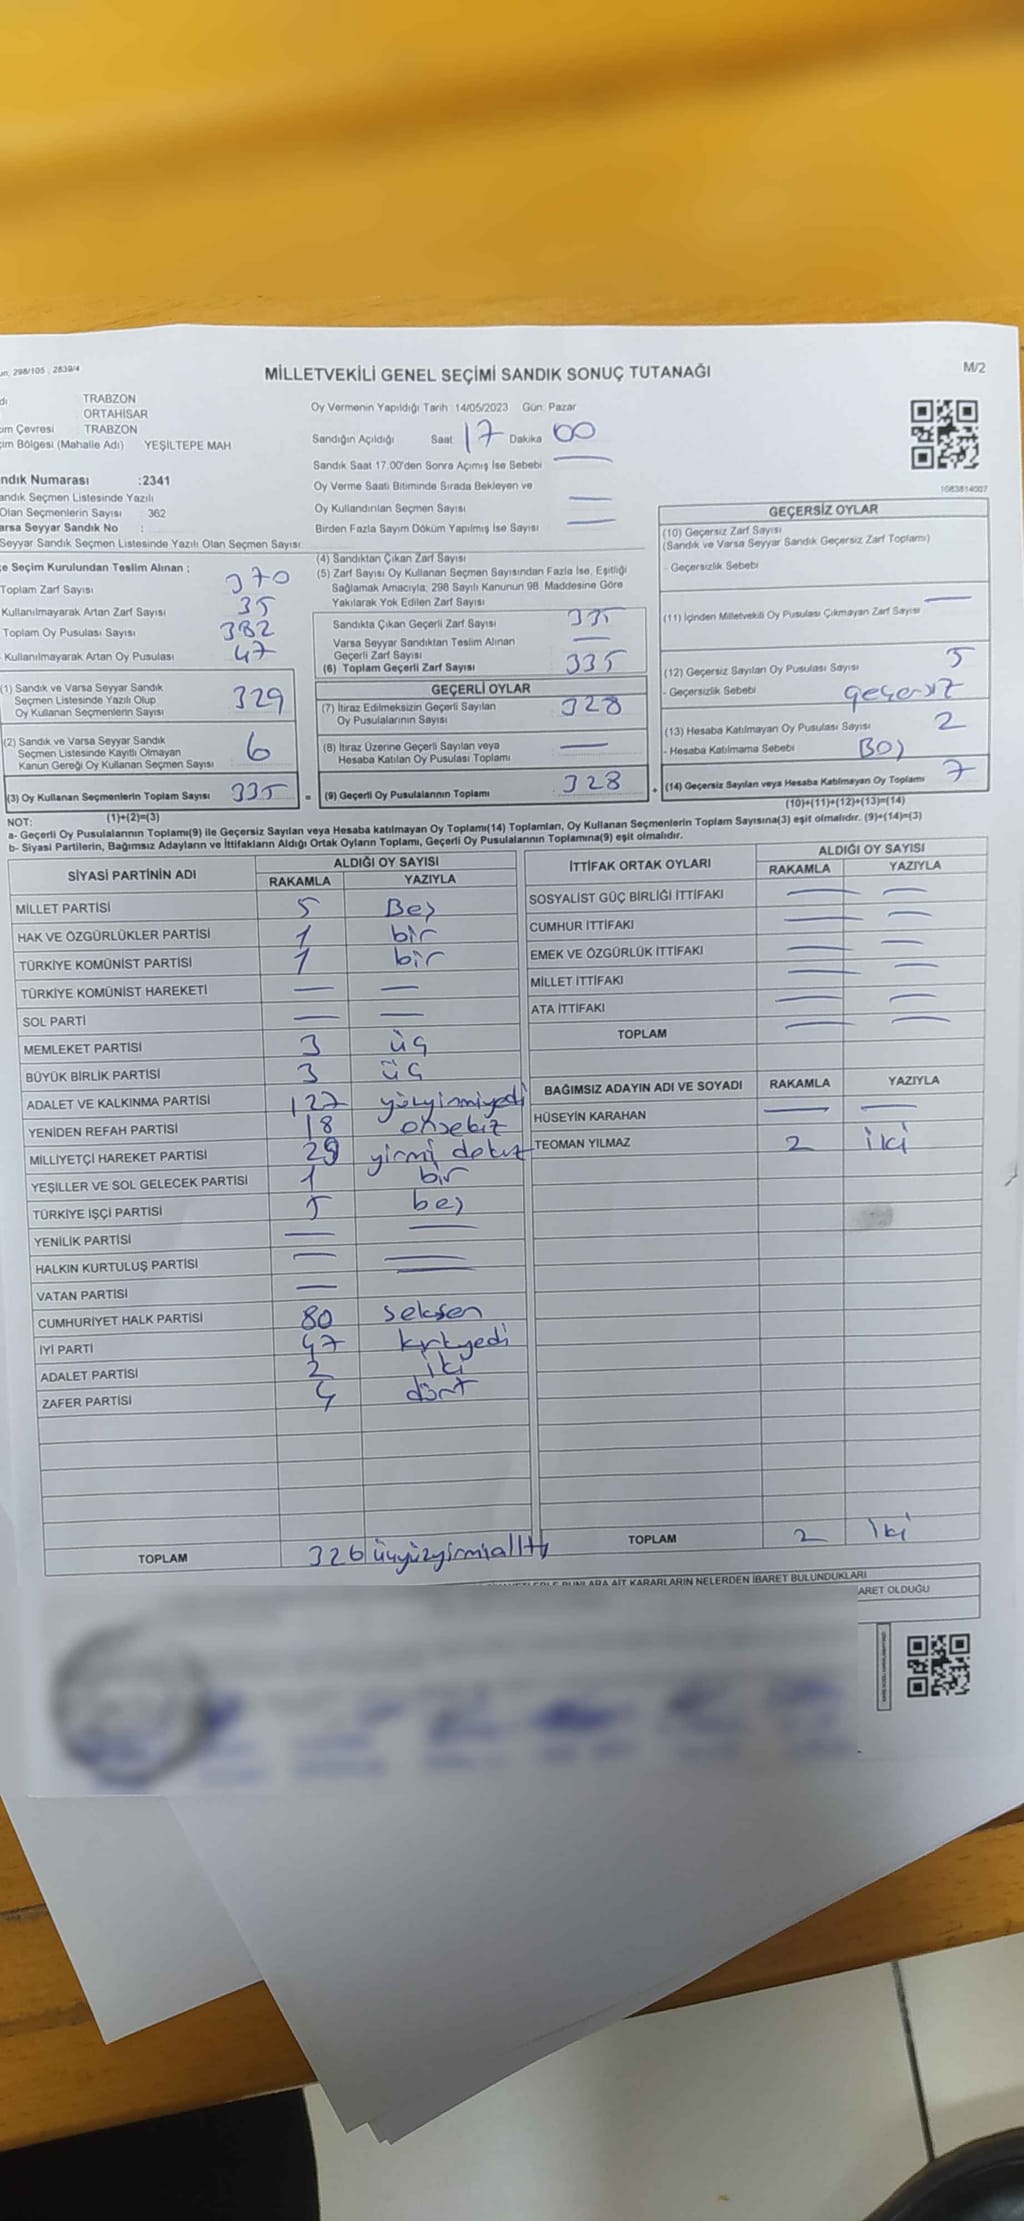 298/105 , 2839/4
MİLLETVEKİLİ GENEL SEÇİMİ SANDIK SONUÇ TUTANAĞI
M/2
TRABZON
ORTAHİSAR
im Çevresi TRABZON
im Bölgesi (Mahalle Adı) YEŞİLTEPE MAH
ndık Numarası :2341
andık Seçmen Listesinde Yazılı
Olan Seçmenlerin Sayısı 362
arsa Seyyar Sandık No :
Seyyar Sandık Seçmen Listesinde Yazılı Olan Seçmen Sayısı:
Oy Vermenin Yapıldığı Tarih: 14/05/2023 Gün: Pazar
Sandığın Açıldığı Saat 17 Dakika 00
Sandık Saat 17.00'den Sonra Açımış İse Sebebi —
Oy Verme Saati Bitiminde Sırada Bekleyen ve
Oy Kullandırılan Seçmen Sayısı —
Birden Fazla Sayım Döküm Yapılmış İse Sayısı —
1083814007
e Seçim Kurulundan Teslim Alınan ;
Toplam Zarf Sayısı 370
Kullanılmayarak Artan Zarf Sayısı 35
Toplam Oy Pusulası Sayısı 382
Kullanılmayarak Artan Oy Pusulası 47
(1) Sandık ve Varsa Seyyar Sandık
Seçmen Listesinde Yazılı Olup
Oy Kullanan Seçmenlerin Sayısı 329
(2) Sandık ve Varsa Seyyar Sandık
Seçmen Listesinde Kayıtlı Olmayan
Kanun Gereği Oy Kullanan Seçmen Sayısı 6
(3) Oy Kullanan Seçmenlerin Toplam Sayısı 335 =
(1)+(2)=(3)
(4) Sandıktan Çıkan Zarf Sayısı
(5) Zarf Sayısı Oy Kullanan Seçmen Sayısından Fazla İse, Eşitliği
Sağlamak Amacıyla, 298 Sayılı Kanunun 98. Maddesine Göre
Yakılarak Yok Edilen Zarf Sayısı
Sandıkta Çıkan Geçerli Zarf Sayısı 335
Varsa Seyyar Sandıktan Teslim Alınan
Geçerli Zarf Sayısı —
(6) Toplam Geçerli Zarf Sayısı 335
GEÇERLİ OYLAR
(7) İtiraz Edilmeksizin Geçerli Sayılan
Oy Pusulalarının Sayısı 328
(8) İtiraz Üzerine Geçerli Sayılan veya
Hesaba Katılan Oy Pusulası Toplamı —
(9) Geçerli Oy Pusulalarının Toplamı 328 +
GEÇERSİZ OYLAR
(10) Geçersiz Zarf Sayısı
(Sandık ve Varsa Seyyar Sandık Geçersiz Zarf Toplamı)
- Geçersizlik Sebebi
(11) İçinden Milletvekili Oy Pusulası Çıkmayan Zarf Sayısı —
(12) Geçersiz Sayılan Oy Pusulası Sayısı 5
- Geçersizlik Sebebi geçersiz
(13) Hesaba Katılmayan Oy Pusulası Sayısı 2
- Hesaba Katılmama Sebebi Boş
(14) Geçersiz Sayılan veya Hesaba Katılmayan Oy Toplamı 7
(10)+(11)+(12)+(13)=(14)
NOT:
a- Geçerli Oy Pusulalarının Toplamı(9) ile Geçersiz Sayılan veya Hesaba katılmayan Oy Toplamı(14) Toplamları, Oy Kullanan Seçmenlerin Toplam Sayısına(3) eşit olmalıdır. (9)+(14)=(3)
b- Siyasi Partilerin, Bağımsız Adayların ve İttifakların Aldığı Ortak Oyların Toplamı, Geçerli Oy Pusulalarının Toplamına(9) eşit olmalıdır.
SİYASİ PARTİNİN ADI ALDIĞI OY SAYISI
RAKAMLA YAZIYLA
MİLLET PARTİSİ 5 Beş
HAK VE ÖZGÜRLÜKLER PARTİSİ 1 bir
TÜRKİYE KOMÜNİST PARTİSİ 1 bir
TÜRKİYE KOMÜNİST HAREKETİ — —
SOL PARTİ — —
MEMLEKET PARTİSİ 3 üç
BÜYÜK BİRLİK PARTİSİ 3 üç
ADALET VE KALKINMA PARTİSİ 127 yüzyirmiyedi
YENİDEN REFAH PARTİSİ 18 onsekiz
MİLLİYETÇİ HAREKET PARTİSİ 29 yirmi dokuz
YEŞİLLER VE SOL GELECEK PARTİSİ 1 bir
TÜRKİYE İŞÇİ PARTİSİ 5 beş
YENİLİK PARTİSİ — —
HALKIN KURTULUŞ PARTİSİ — —
VATAN PARTİSİ — —
CUMHURİYET HALK PARTİSİ 80 seksen
İYİ PARTİ 47 kırkyedi
ADALET PARTİSİ 2 iki
ZAFER PARTİSİ 4 dört
TOPLAM 326 üçyüzyirmialtı
İTTİFAK ORTAK OYLARI ALDIĞI OY SAYISI
RAKAMLA YAZIYLA
SOSYALİST GÜÇ BİRLİĞİ İTTİFAKI — —
CUMHUR İTTİFAKI — —
EMEK VE ÖZGÜRLÜK İTTİFAKI — —
MİLLET İTTİFAKI — —
ATA İTTİFAKI — —
TOPLAM — —
BAĞIMSIZ ADAYIN ADI VE SOYADI RAKAMLA YAZIYLA
HÜSEYİN KARAHAN — —
TEOMAN YILMAZ 2 iki
TOPLAM 2 iki
BUNLARA AİT KARARLARIN NELERDEN İBARET BULUNDUKLARI
ARET OLDUĞU